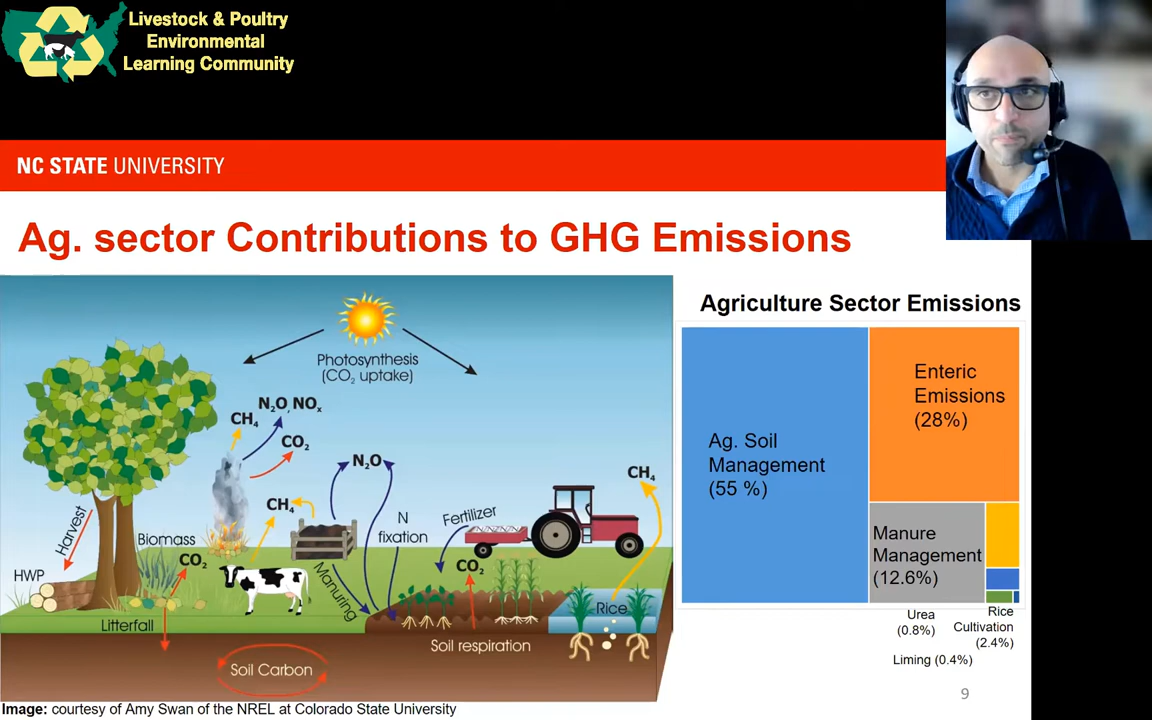 Livestock & Poultry
Environmental
Learning Community
NC STATE UNIVERSITY
Ag. sector Contributions to GHG Emissions
Photosynthesis
(CO₂ uptake)
N₂O, NOₓ
CH₄
CO₂
N₂O
CH₄
CH₄
Harvest
Biomass
CO₂
HWP
Litterfall
Manuring
N
fixation
Fertilizer
CO₂
Rice
Soil respiration
Soil Carbon
Image: courtesy of Amy Swan of the NREL at Colorado State University
Agriculture Sector Emissions
Ag. Soil
Management
(55 %)
Enteric
Emissions
(28%)
Manure
Management
(12.6%)
Urea
(0.8%)
Rice
Cultivation
(2.4%)
Liming (0.4%)
9